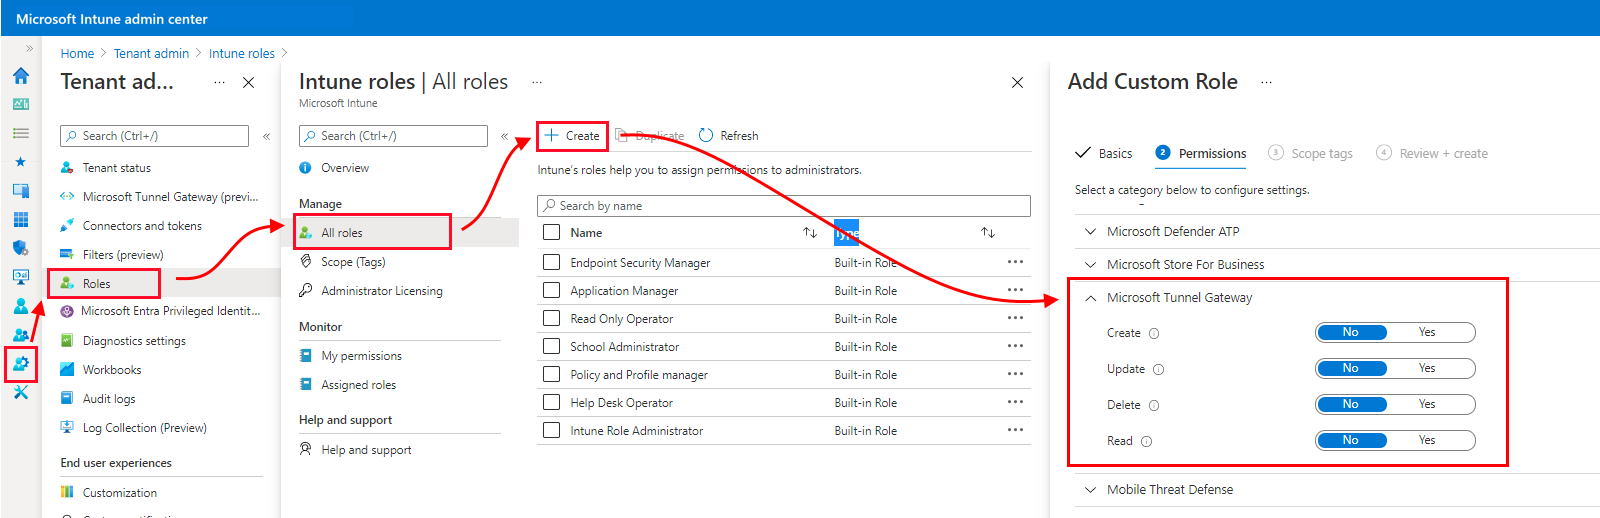 Microsoft Intune admin center
Home > Tenant admin > Intune roles >
Tenant ad... ...
Search (Ctrl+/)
Tenant status
Microsoft Tunnel Gateway (previ...
Connectors and tokens
Filters (preview)
Roles
Microsoft Entra Privileged Identit...
Diagnostics settings
Workbooks
Audit logs
Log Collection (Preview)
End user experiences
Customization
Intune roles | All roles ...
Microsoft Intune
Search (Ctrl+/)
Overview
Manage
All roles
Scope (Tags)
Administrator Licensing
Monitor
My permissions
Assigned roles
Help and support
Help and support
Create Duplicate Refresh
Intune's roles help you to assign permissions to administrators.
Search by name
Name Type
Endpoint Security Manager Built-in Role
Application Manager Built-in Role
Read Only Operator Built-in Role
School Administrator Built-in Role
Policy and Profile manager Built-in Role
Help Desk Operator Built-in Role
Intune Role Administrator Built-in Role
Add Custom Role ...
Basics 2 Permissions 3 Scope tags 4 Review + create
Select a category below to configure settings.
Microsoft Defender ATP
Microsoft Store For Business
Microsoft Tunnel Gateway
Create No Yes
Update No Yes
Delete No Yes
Read No Yes
Mobile Threat Defense